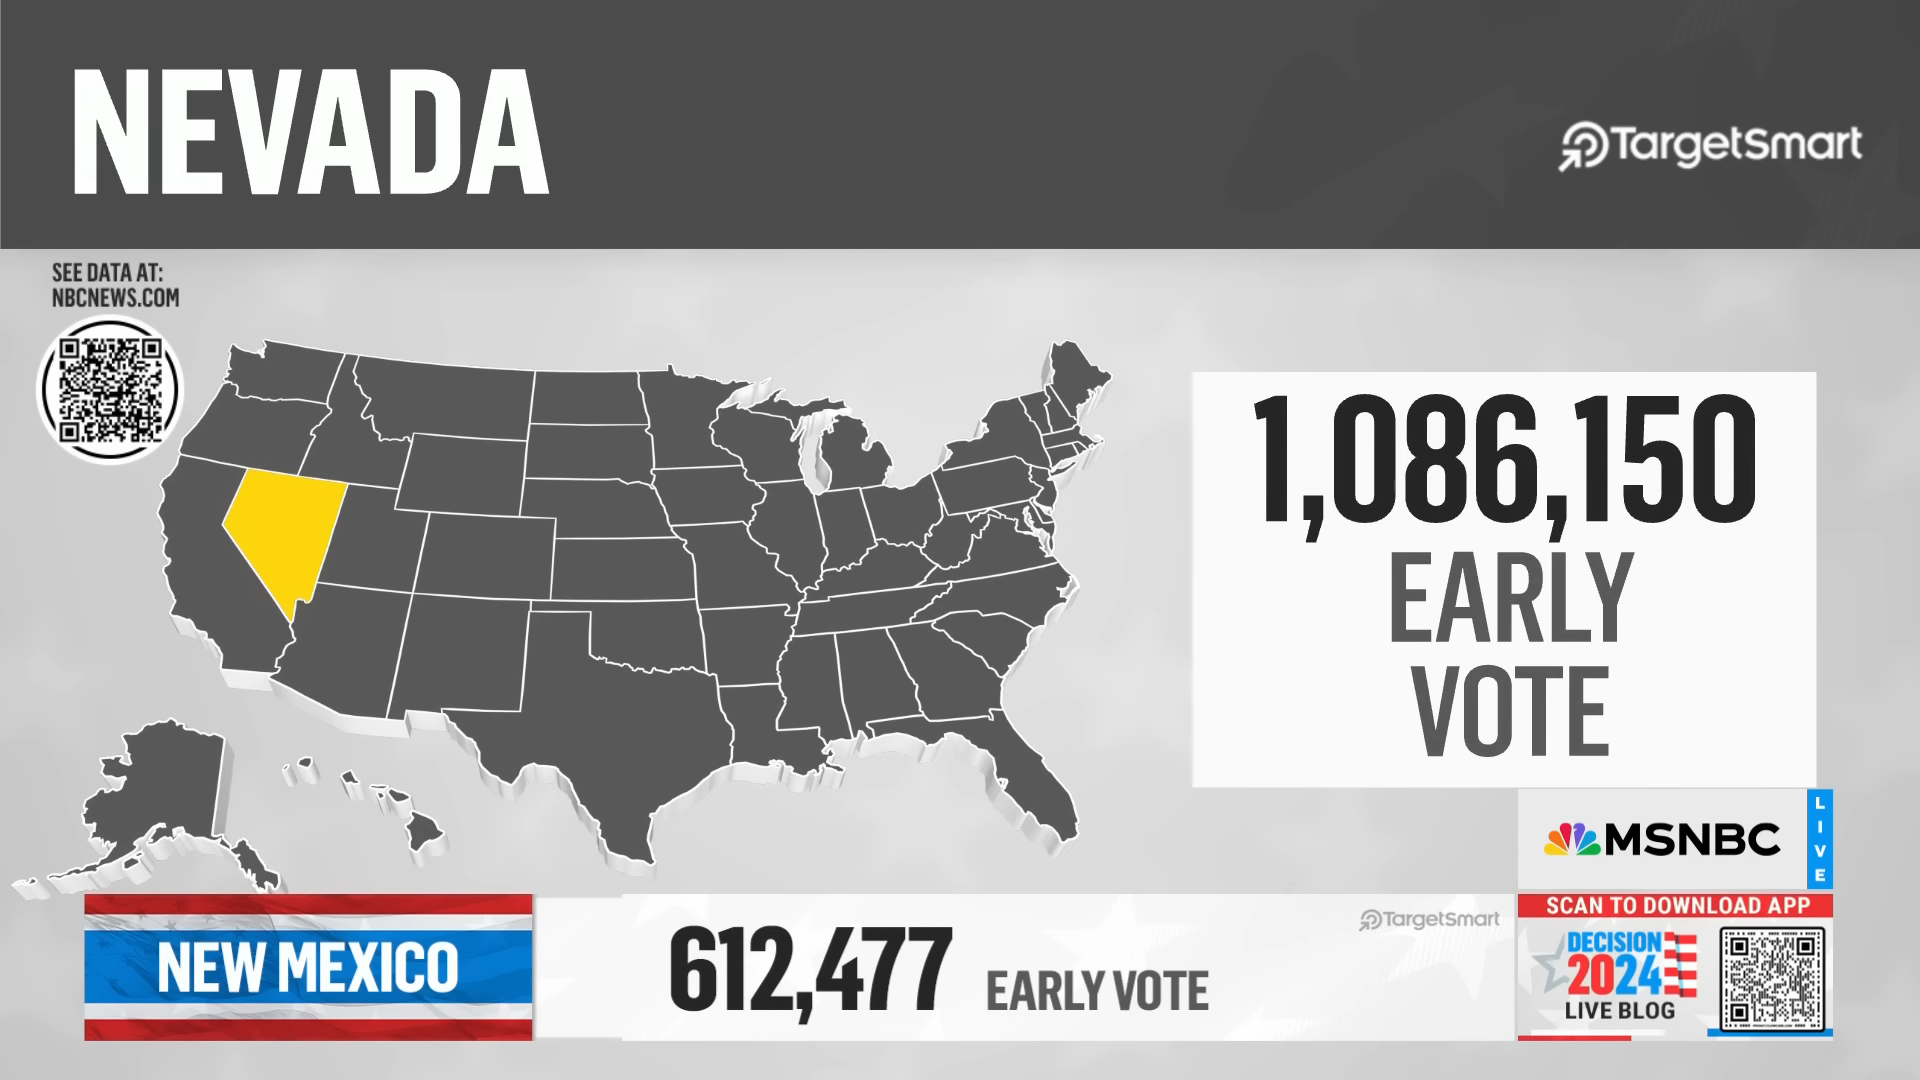 NEVADA
TargetSmart
SEE DATA AT:
NBCNEWS.COM
1,086,150
EARLY
VOTE
MSNBC
LIVE
NEW MEXICO
612,477 EARLY VOTE
TargetSmart
SCAN TO DOWNLOAD APP
DECISION
2024
LIVE BLOG